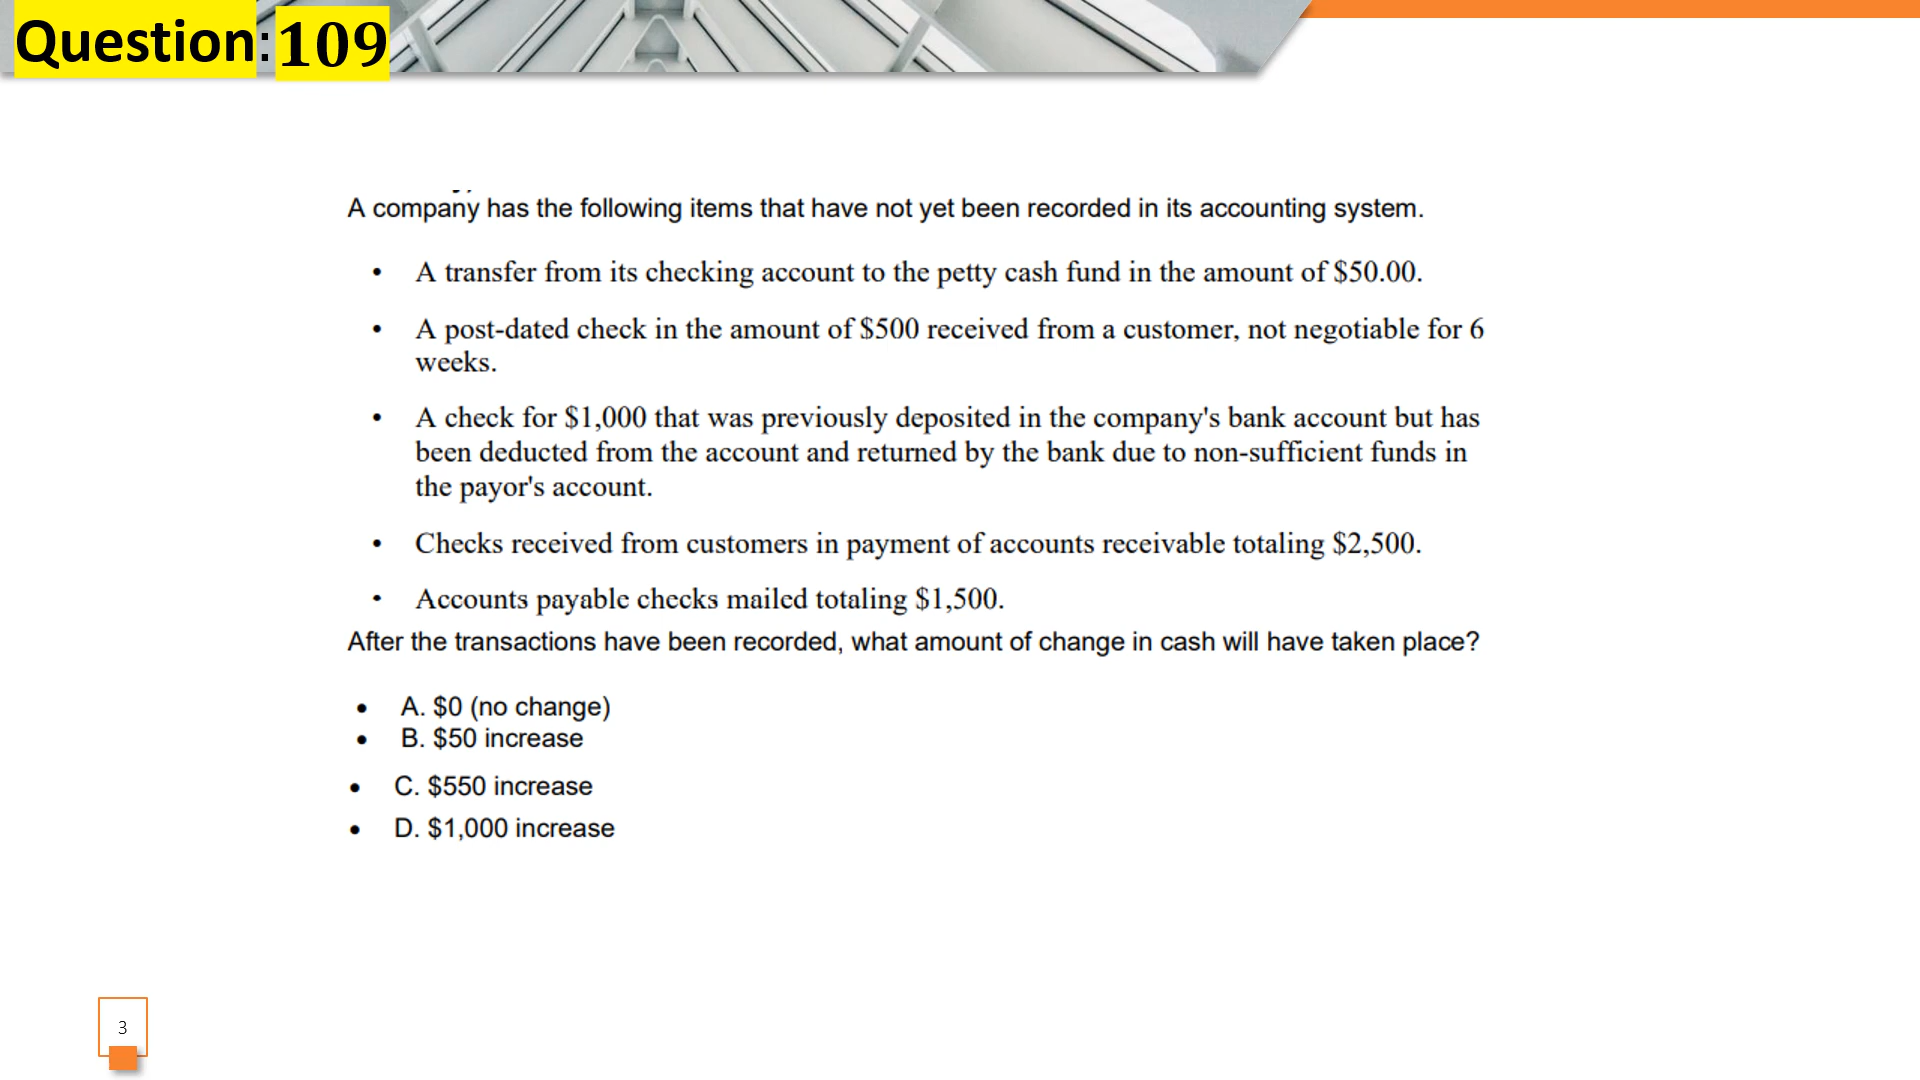 Question:109
A company has the following items that have not yet been recorded in its accounting system.
• A transfer from its checking account to the petty cash fund in the amount of $50.00.
• A post-dated check in the amount of $500 received from a customer, not negotiable for 6
weeks.
• A check for $1,000 that was previously deposited in the company's bank account but has
been deducted from the account and returned by the bank due to non-sufficient funds in
the payor's account.
• Checks received from customers in payment of accounts receivable totaling $2,500.
• Accounts payable checks mailed totaling $1,500.
After the transactions have been recorded, what amount of change in cash will have taken place?
• A. $0 (no change)
• B. $50 increase
• C. $550 increase
• D. $1,000 increase
3